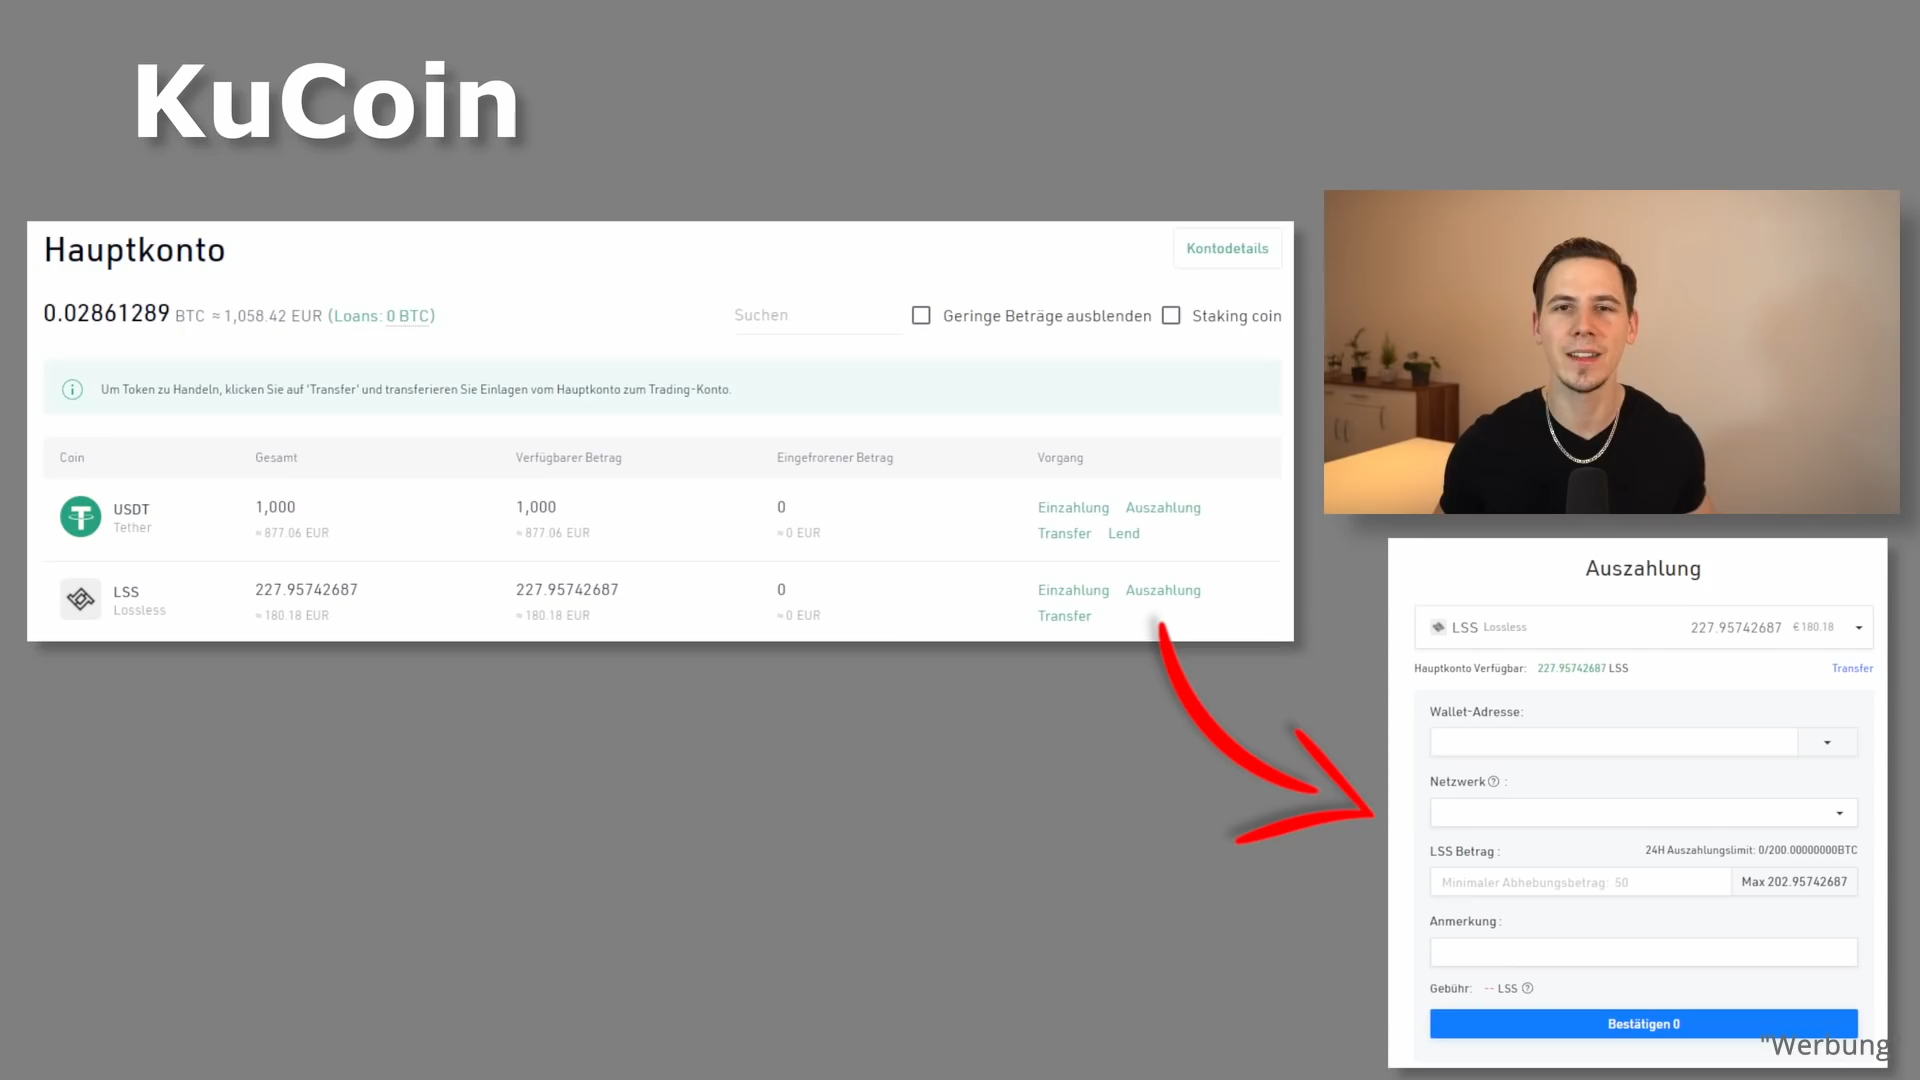 KuCoin
Hauptkonto
Kontodetails
0.02861289 BTC ≈ 1,058.42 EUR (Loans: 0 BTC)
Suchen
Geringe Beträge ausblenden
Staking coin
Um Token zu Handeln, klicken Sie auf 'Transfer' und transferieren Sie Einlagen vom Hauptkonto zum Trading-Konto.
Coin Gesamt Verfügbarer Betrag Eingefrorener Betrag Vorgang
USDT 1,000 1,000 0 Einzahlung Auszahlung
Tether ≈ 877.06 EUR ≈ 877.06 EUR ≈ 0 EUR Transfer Lend
LSS 227.95742687 227.95742687 0 Einzahlung Auszahlung
Lossless ≈ 180.18 EUR ≈ 180.18 EUR ≈ 0 EUR Transfer
Auszahlung
LSS Lossless 227.95742687 €180.18
Hauptkonto Verfügbar: 227.95742687 LSS Transfer
Wallet-Adresse:
Netzwerk ? :
LSS Betrag : 24H Auszahlungslimit: 0/200.00000000BTC
Minimaler Abhebungsbetrag: 50 Max 202.95742687
Anmerkung :
Gebühr: -- LSS ?
Bestätigen 0
"Werbung